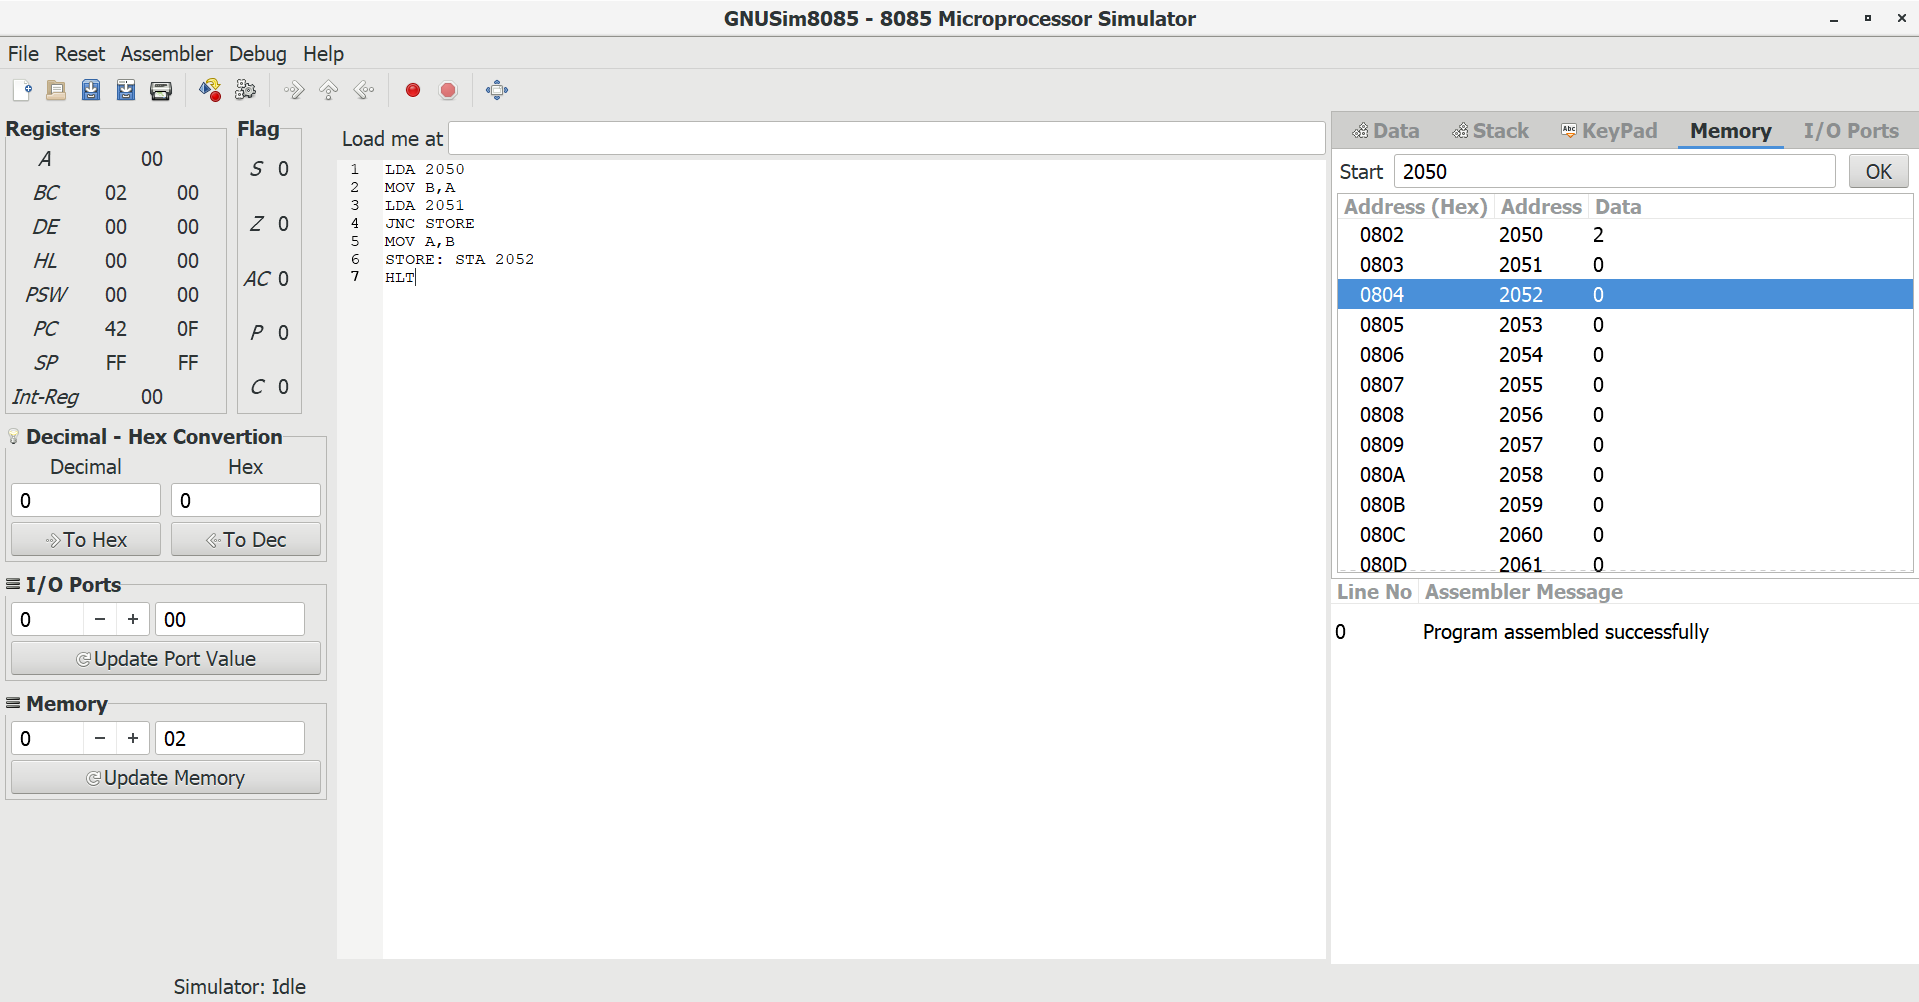 GNUSim8085 - 8085 Microprocessor Simulator
File Reset Assembler Debug Help
Registers
A 00
BC 02 00
DE 00 00
HL 00 00
PSW 00 00
PC 42 0F
SP FF FF
Int-Reg 00
Flag
S 0
Z 0
AC 0
P 0
C 0
Decimal - Hex Convertion
Decimal Hex
0 0
To Hex To Dec
I/O Ports
0 − + 00
Update Port Value
Memory
0 − + 02
Update Memory
Simulator: Idle
Load me at
1 LDA 2050
2 MOV B,A
3 LDA 2051
4 JNC STORE
5 MOV A,B
6 STORE: STA 2052
7 HLT
Data Stack Abc KeyPad Memory I/O Ports
Start 2050 OK
Address (Hex) Address Data
0802 2050 2
0803 2051 0
0804 2052 0
0805 2053 0
0806 2054 0
0807 2055 0
0808 2056 0
0809 2057 0
080A 2058 0
080B 2059 0
080C 2060 0
080D 2061 0
Line No Assembler Message
0 Program assembled successfully